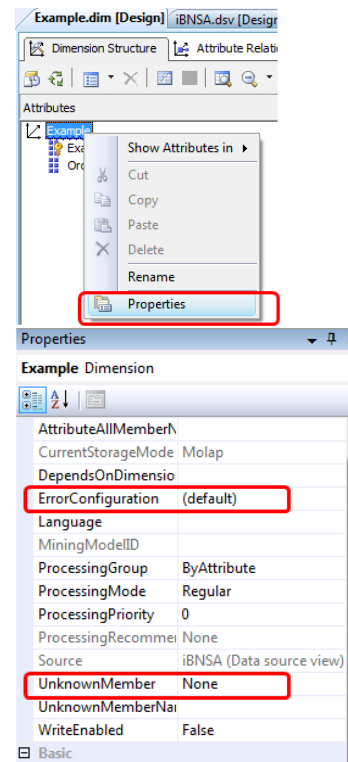 Example.dim [Design] iBNSA.dsv [Design
Dimension Structure Attribute Relati
Attributes
Example
Exa
Ord
Show Attributes in
Cut
Copy
Paste
Delete
Rename
Properties
Properties
Example Dimension
AttributeAllMemberN
CurrentStorageMode Molap
DependsOnDimensio
ErrorConfiguration (default)
Language
MiningModelID
ProcessingGroup ByAttribute
ProcessingMode Regular
ProcessingPriority 0
ProcessingRecommei None
Source iBNSA (Data source view)
UnknownMember None
UnknownMemberNai
WriteEnabled False
Basic